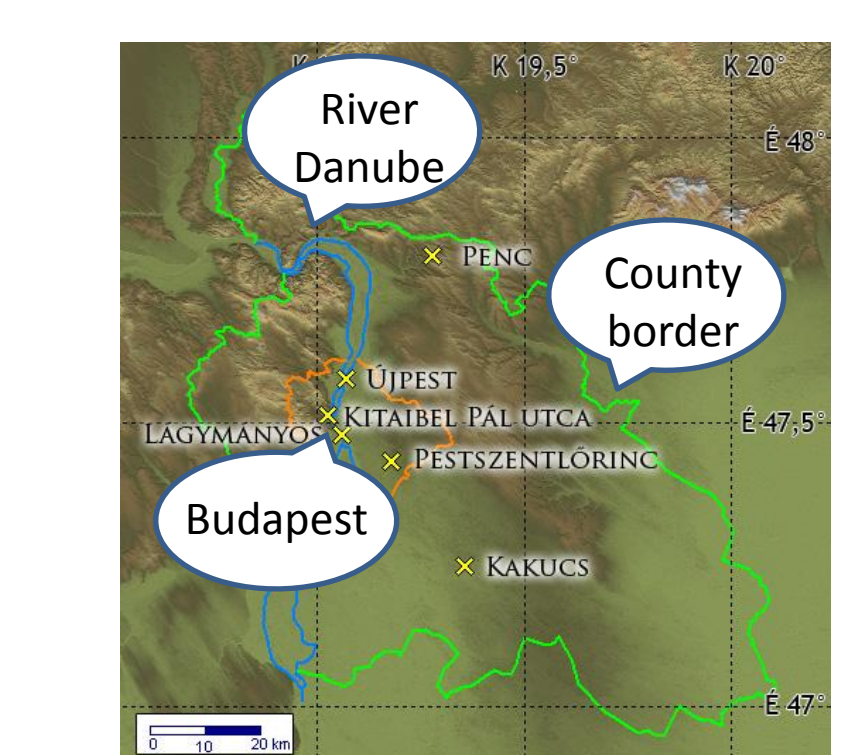 K 19,5°
K 20°
River
Danube
É 48°
PENC
County
border
ÚJPEST
KITAIBEL PÁL UTCA
É 47,5°
LÁGYMÁNYOS
PESTSZENTLŐRINC
Budapest
KAKUCS
É 47°
0 10 20 km